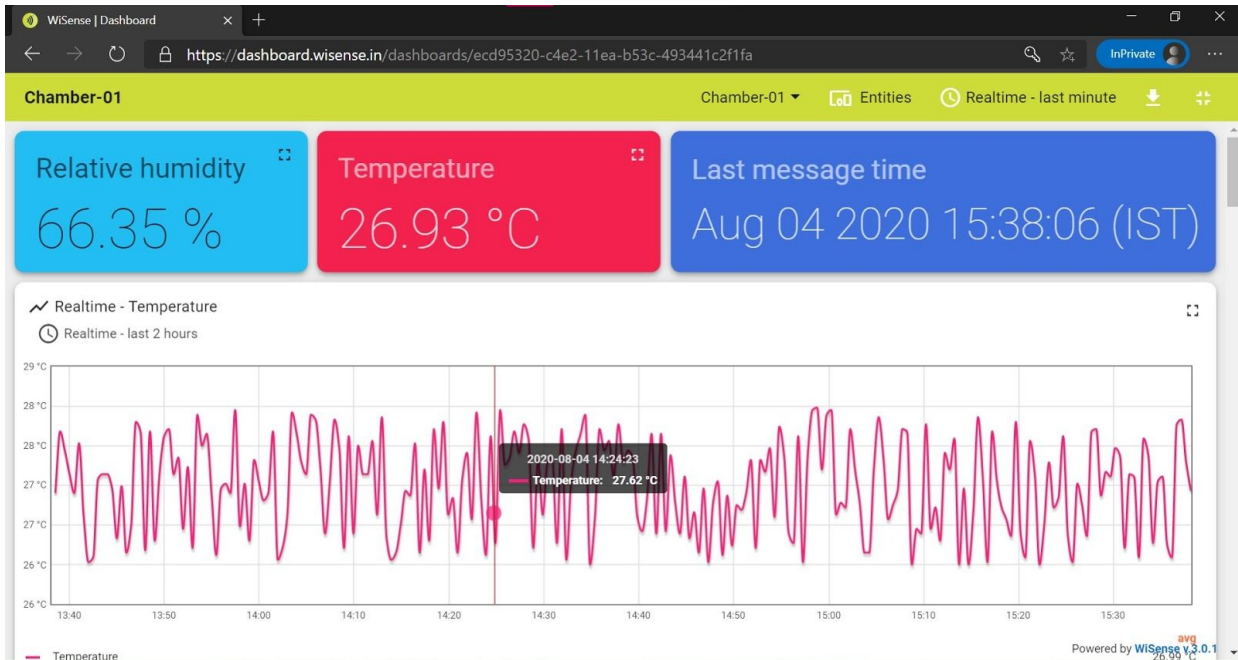 WiSense | Dashboard
https://dashboard.wisense.in/dashboards/ecd95320-c4e2-11ea-b53c-493441c2f1fa
InPrivate
Chamber-01
Chamber-01
Entities
Realtime - last minute
Relative humidity
66.35 %
Temperature
26.93 °C
Last message time
Aug 04 2020 15:38:06 (IST)
Realtime - Temperature
Realtime - last 2 hours
29 °C
28 °C
28 °C
27 °C
27 °C
26 °C
26 °C
2020-08-04 14:24:23
Temperature: 27.62 °C
13:40 13:50 14:00 14:10 14:20 14:30 14:40 14:50 15:00 15:10 15:20 15:30
avg
Powered by WiSense v.3.0.1
Temperature
26.99 °C